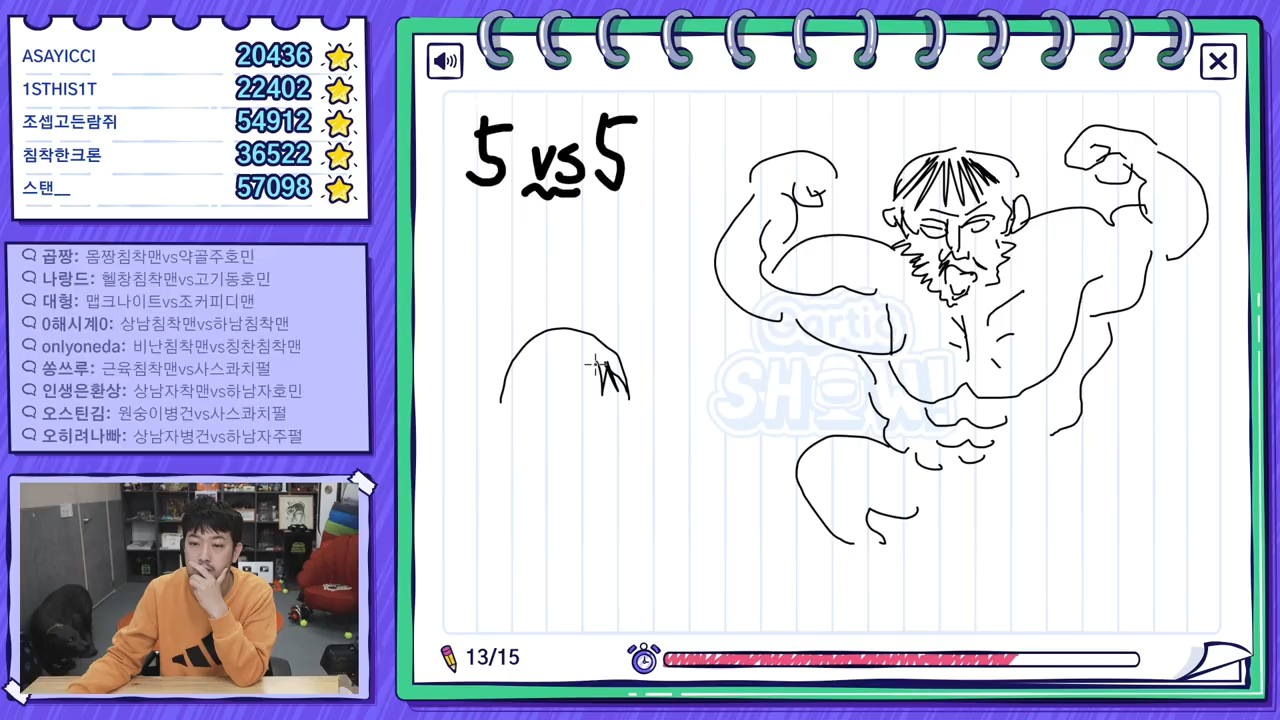 ASAYICCI 20436
1STHIS1T 22402
조셉고든람쥐 54912
침착한크론 36522
스탠__ 57098
곱짱: 몸짱침착맨vs약골주호민
나랑드: 헬창침착맨vs고기동호민
대헝: 맵크나이트vs조커피디맨
0해시계0: 상남침착맨vs하남침착맨
onlyoneda: 비난침착맨vs칭찬침착맨
쏭쓰루: 근육침착맨vs사스콰치펄
인생은환상: 상남자착맨vs하남자호민
오스틴김: 원숭이병건vs사스콰치펄
오히려나빠: 상남자병건vs하남자주펄
5 vs 5
Gartic
SHOW!
13/15